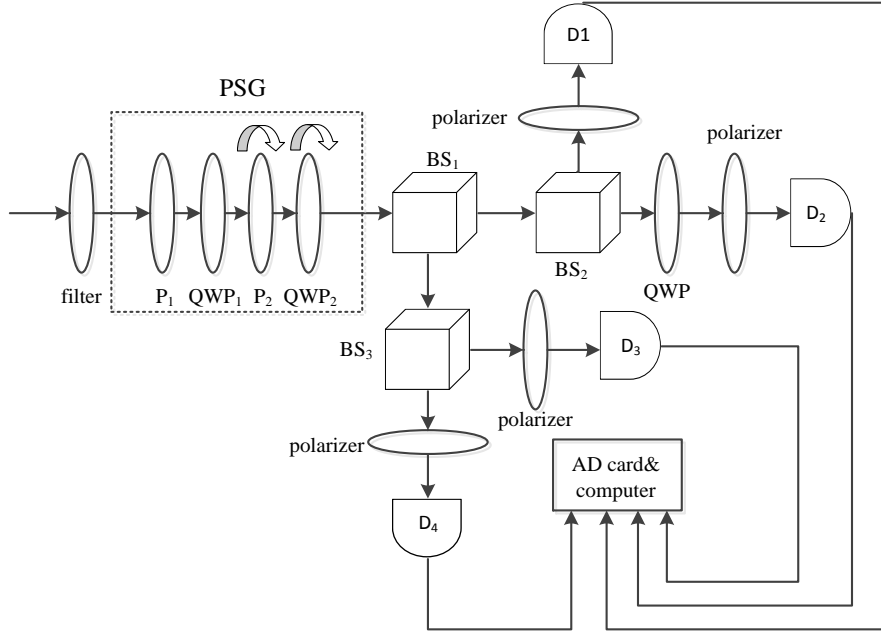 D1
PSG
polarizer
polarizer
BS₁
D₂
BS₂
filter
P₁
QWP₁
P₂
QWP₂
QWP
BS₃
D₃
polarizer
polarizer
AD card&
computer
D₄